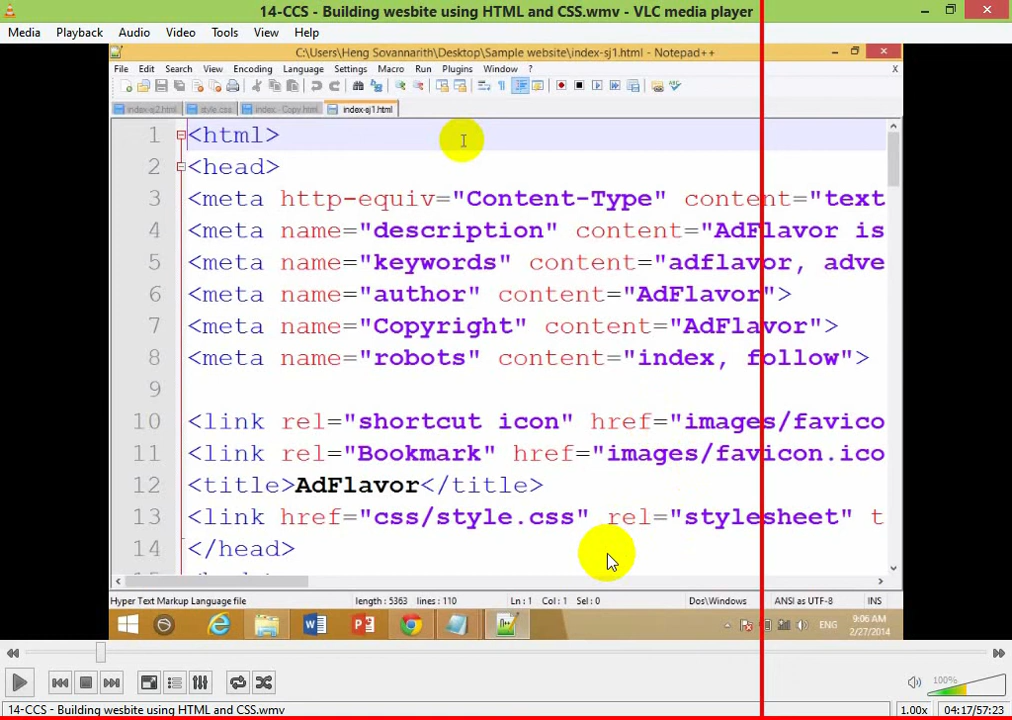 14-CCS - Building wesbite using HTML and CSS.wmv - VLC media player
Media Playback Audio Video Tools View Help
C:\Users\Heng Sovannarith\Desktop\Sample website\index-sj1.html - Notepad++
File Edit Search View Encoding Language Settings Macro Run Plugins Window ? X
index-sj2.html style.css index - Copy.html index-sj1.html
1 <html>
2 <head>
3 <meta http-equiv="Content-Type" content="text
4 <meta name="description" content="AdFlavor is
5 <meta name="keywords" content="adflavor, adve
6 <meta name="author" content="AdFlavor">
7 <meta name="Copyright" content="AdFlavor">
8 <meta name="robots" content="index, follow">
9
10 <link rel="shortcut icon" href="images/favico
11 <link rel="Bookmark" href="images/favicon.ico
12 <title>AdFlavor</title>
13 <link href="css/style.css" rel="stylesheet" t
14 </head>
Hyper Text Markup Language file length : 5363 lines : 110 Ln : 1 Col : 1 Sel : 0 Dos\Windows ANSI as UTF-8 INS
ENG 9:06 AM
2/27/2014
100%
14-CCS - Building wesbite using HTML and CSS.wmv 1.00x 04:17/57:23